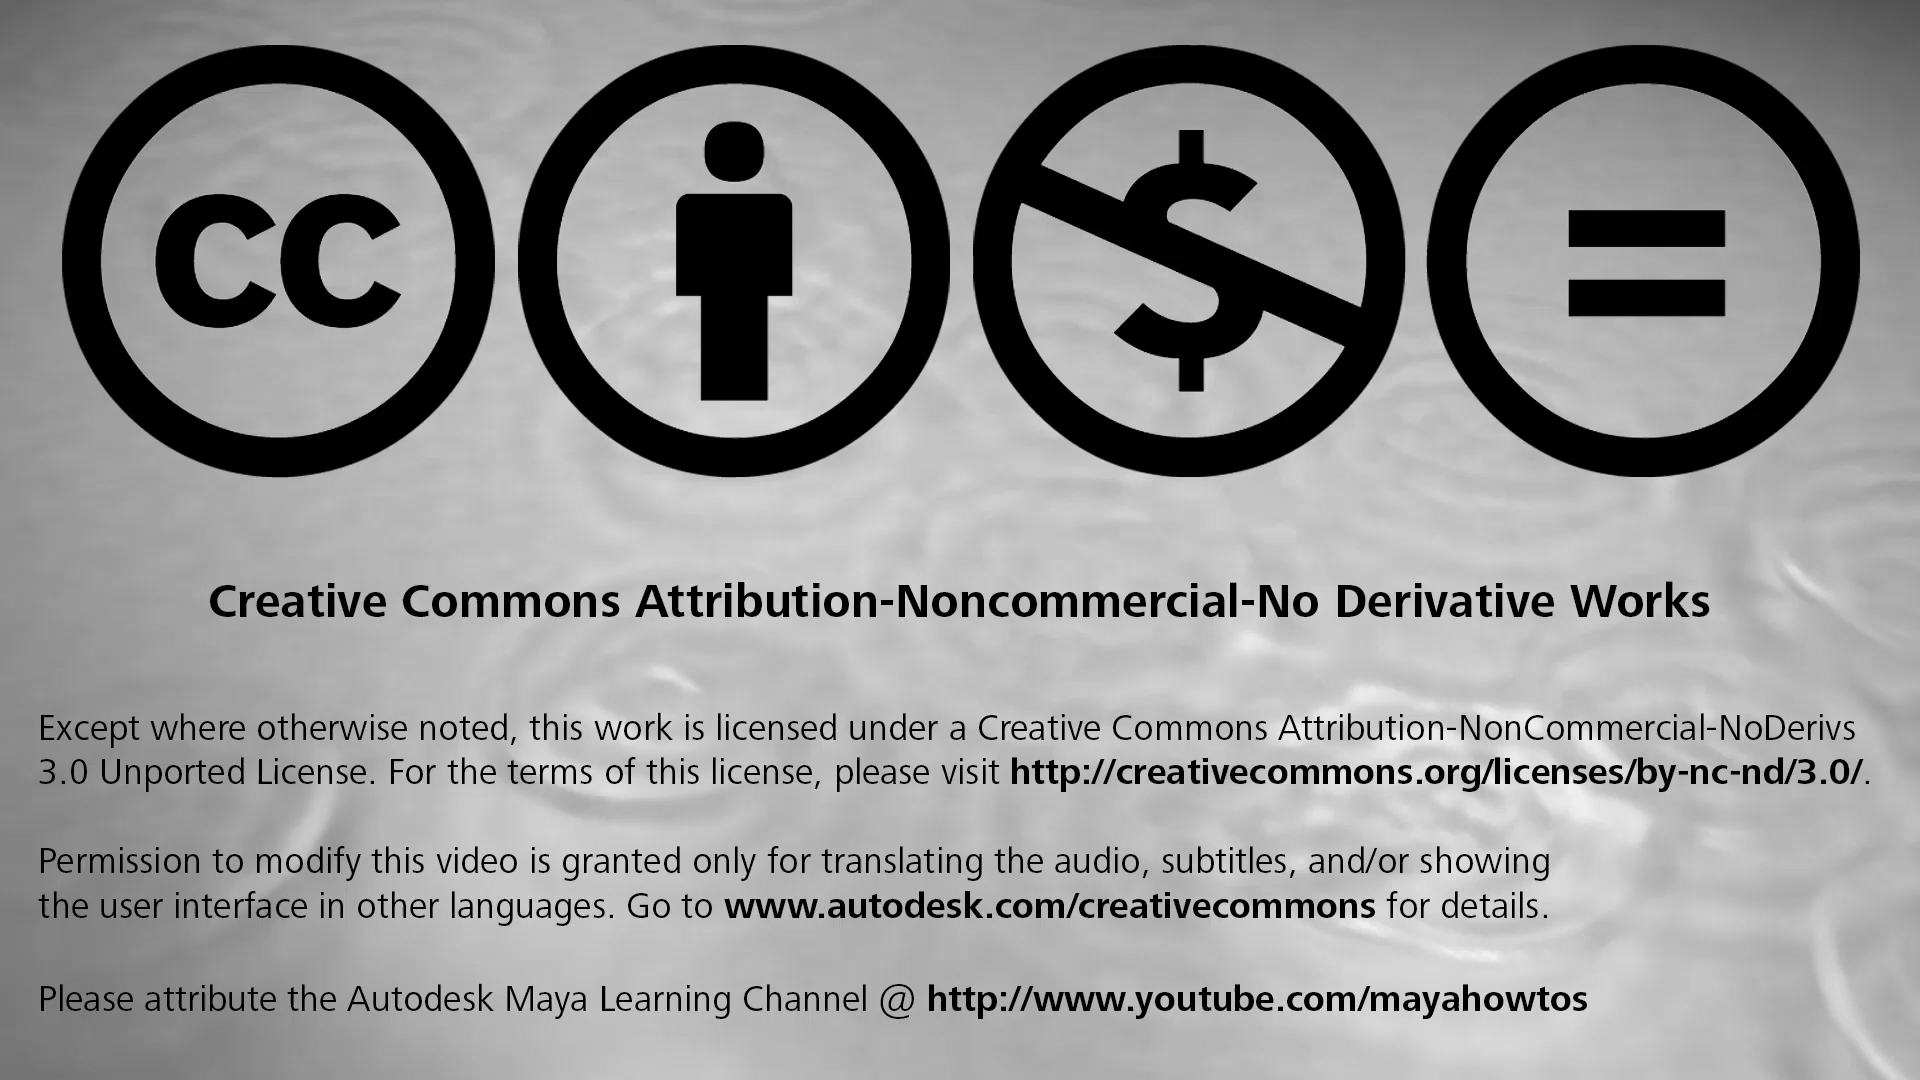 cc
$
=
Creative Commons Attribution-Noncommercial-No Derivative Works
Except where otherwise noted, this work is licensed under a Creative Commons Attribution-NonCommercial-NoDerivs
3.0 Unported License. For the terms of this license, please visit http://creativecommons.org/licenses/by-nc-nd/3.0/.
Permission to modify this video is granted only for translating the audio, subtitles, and/or showing
the user interface in other languages. Go to www.autodesk.com/creativecommons for details.
Please attribute the Autodesk Maya Learning Channel @ http://www.youtube.com/mayahowtos